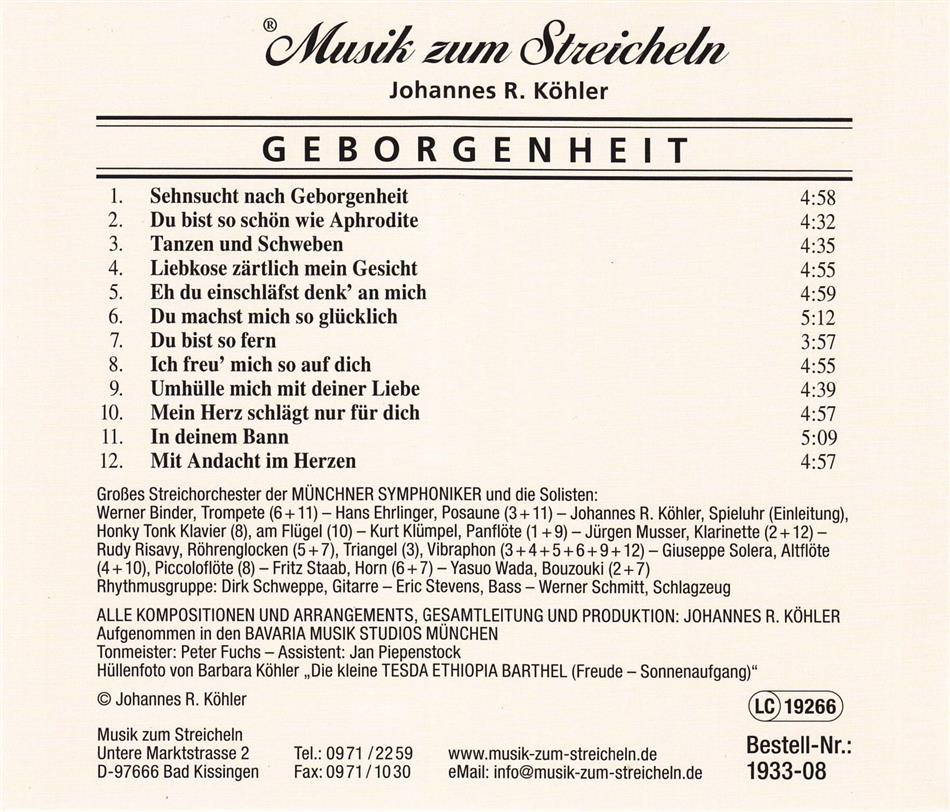 ® Musik zum Streicheln
Johannes R. Köhler
GEBORGENHEIT
1. Sehnsucht nach Geborgenheit 4:58
2. Du bist so schön wie Aphrodite 4:32
3. Tanzen und Schweben 4:35
4. Liebkose zärtlich mein Gesicht 4:55
5. Eh du einschläfst denk’ an mich 4:59
6. Du machst mich so glücklich 5:12
7. Du bist so fern 3:57
8. Ich freu’ mich so auf dich 4:55
9. Umhülle mich mit deiner Liebe 4:39
10. Mein Herz schlägt nur für dich 4:57
11. In deinem Bann 5:09
12. Mit Andacht im Herzen 4:57
Großes Streichorchester der MÜNCHNER SYMPHONIKER und die Solisten:
Werner Binder, Trompete (6+11) – Hans Ehrlinger, Posaune (3+11) – Johannes R. Köhler, Spieluhr (Einleitung),
Honky Tonk Klavier (8), am Flügel (10) – Kurt Klümpel, Panflöte (1+9) – Jürgen Musser, Klarinette (2+12) –
Rudy Risavy, Röhrenglocken (5+7), Triangel (3), Vibraphon (3+4+5+6+9+12) – Giuseppe Solera, Altflöte
(4+10), Piccoloflöte (8) – Fritz Staab, Horn (6+7) – Yasuo Wada, Bouzouki (2+7)
Rhythmusgruppe: Dirk Schweppe, Gitarre – Eric Stevens, Bass – Werner Schmitt, Schlagzeug
ALLE KOMPOSITIONEN UND ARRANGEMENTS, GESAMTLEITUNG UND PRODUKTION: JOHANNES R. KÖHLER
Aufgenommen in den BAVARIA MUSIK STUDIOS MÜNCHEN
Tonmeister: Peter Fuchs – Assistent: Jan Piepenstock
Hüllenfoto von Barbara Köhler „Die kleine TESDA ETHIOPIA BARTHEL (Freude – Sonnenaufgang)“
© Johannes R. Köhler
LC 19266
Musik zum Streicheln
Untere Marktstrasse 2 Tel.: 0971/2259 www.musik-zum-streicheln.de
D-97666 Bad Kissingen Fax: 0971/1030 eMail: info@musik-zum-streicheln.de
Bestell-Nr.:
1933-08